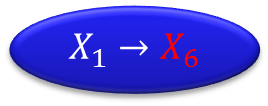 X₁ → X₆